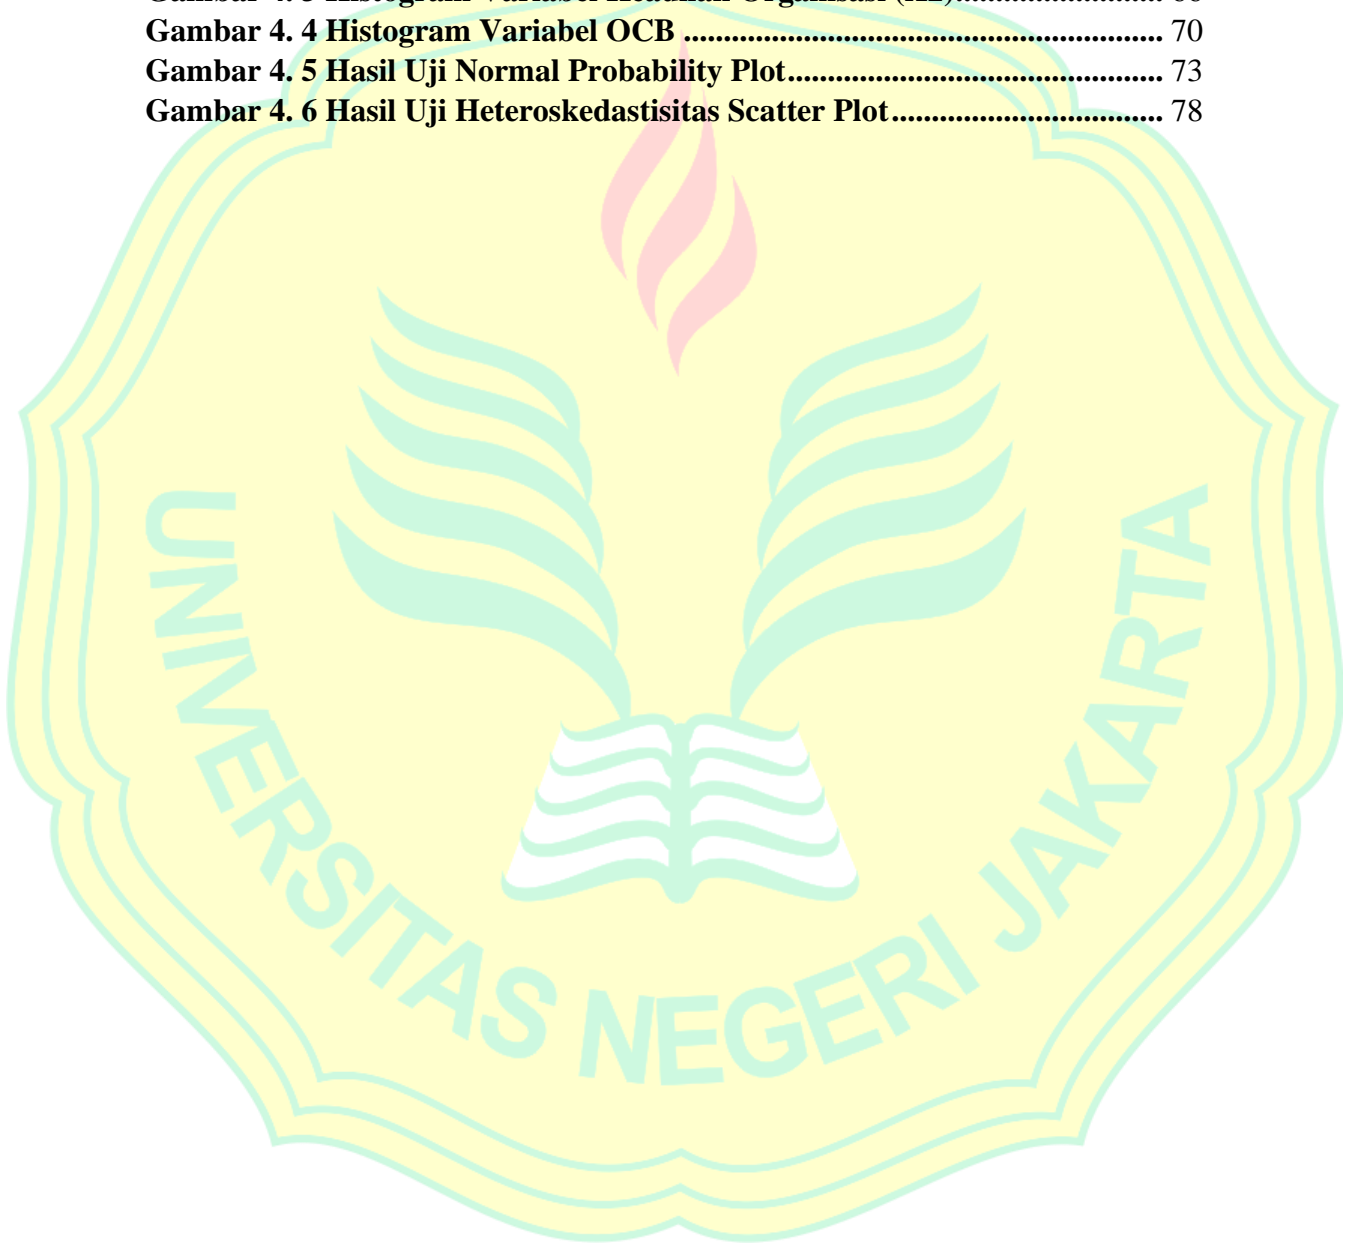 Gambar 4. 4 Histogram Variabel OCB ............................................................ 70
Gambar 4. 5 Hasil Uji Normal Probability Plot............................................... 73
Gambar 4. 6 Hasil Uji Heteroskedastisitas Scatter Plot.................................. 78
UNIVERSITAS NEGERI JAKARTA